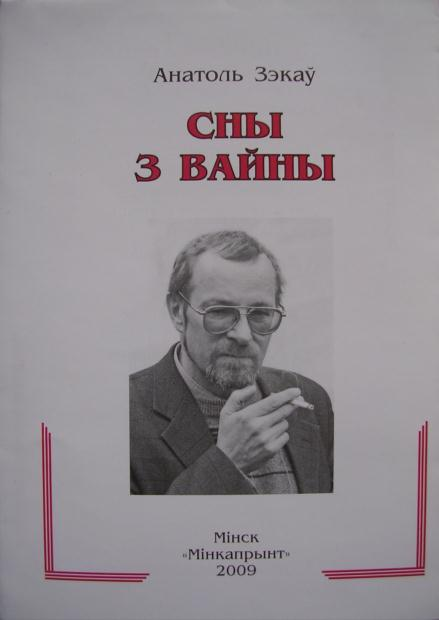 Анатоль Зэкаў
СНЫ
З ВАЙНЫ
Мінск
«Мінкапрынт»
2009